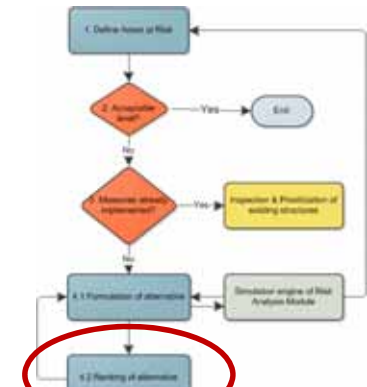 1. Define Areas at Risk
2. Acceptable
level?
Yes
End
No
3. Measures already
implemented?
Yes
Inspection & Prioritization of
existing structures
No
4.1 Formulation of alternative
Simulation engine of Risk
Analysis Module
4.2 Ranking of alternative